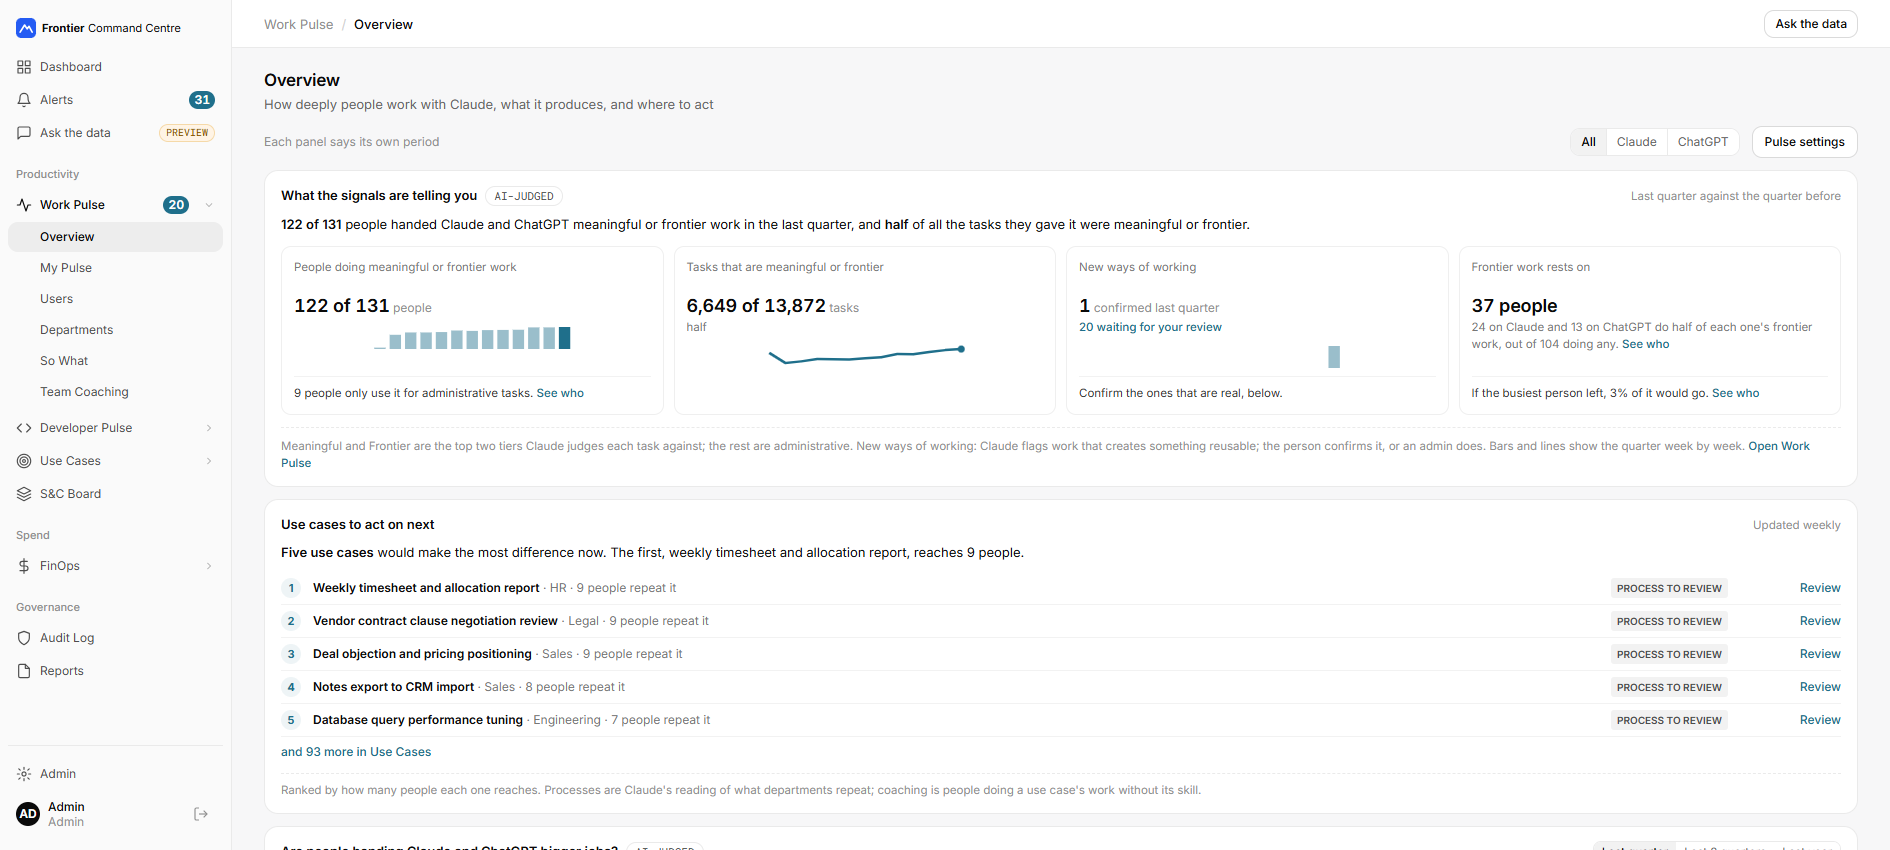 Frontier Command Centre
Dashboard
Alerts 31
Ask the data PREVIEW
Productivity
Work Pulse 20
Overview
My Pulse
Users
Departments
So What
Team Coaching
Developer Pulse
Use Cases
S&C Board
Spend
FinOps
Governance
Audit Log
Reports
Admin
AD Admin
Admin
Work Pulse / Overview
Ask the data
Overview
How deeply people work with Claude, what it produces, and where to act
Each panel says its own period
All Claude ChatGPT Pulse settings
What the signals are telling you AI-JUDGED
Last quarter against the quarter before
122 of 131 people handed Claude and ChatGPT meaningful or frontier work in the last quarter, and half of all the tasks they gave it were meaningful or frontier.
People doing meaningful or frontier work
122 of 131 people
9 people only use it for administrative tasks. See who
Tasks that are meaningful or frontier
6,649 of 13,872 tasks
half
New ways of working
1 confirmed last quarter
20 waiting for your review
Confirm the ones that are real, below.
Frontier work rests on
37 people
24 on Claude and 13 on ChatGPT do half of each one's frontier
work, out of 104 doing any. See who
If the busiest person left, 3% of it would go. See who
Meaningful and Frontier are the top two tiers Claude judges each task against; the rest are administrative. New ways of working: Claude flags work that creates something reusable; the person confirms it, or an admin does. Bars and lines show the quarter week by week. Open Work
Pulse
Use cases to act on next
Updated weekly
Five use cases would make the most difference now. The first, weekly timesheet and allocation report, reaches 9 people.
1 Weekly timesheet and allocation report · HR · 9 people repeat it PROCESS TO REVIEW Review
2 Vendor contract clause negotiation review · Legal · 9 people repeat it PROCESS TO REVIEW Review
3 Deal objection and pricing positioning · Sales · 9 people repeat it PROCESS TO REVIEW Review
4 Notes export to CRM import · Sales · 8 people repeat it PROCESS TO REVIEW Review
5 Database query performance tuning · Engineering · 7 people repeat it PROCESS TO REVIEW Review
and 93 more in Use Cases
Ranked by how many people each one reaches. Processes are Claude's reading of what departments repeat; coaching is people doing a use case's work without its skill.
Are people handing Claude and ChatGPT bigger jobs? AI-JUDGED